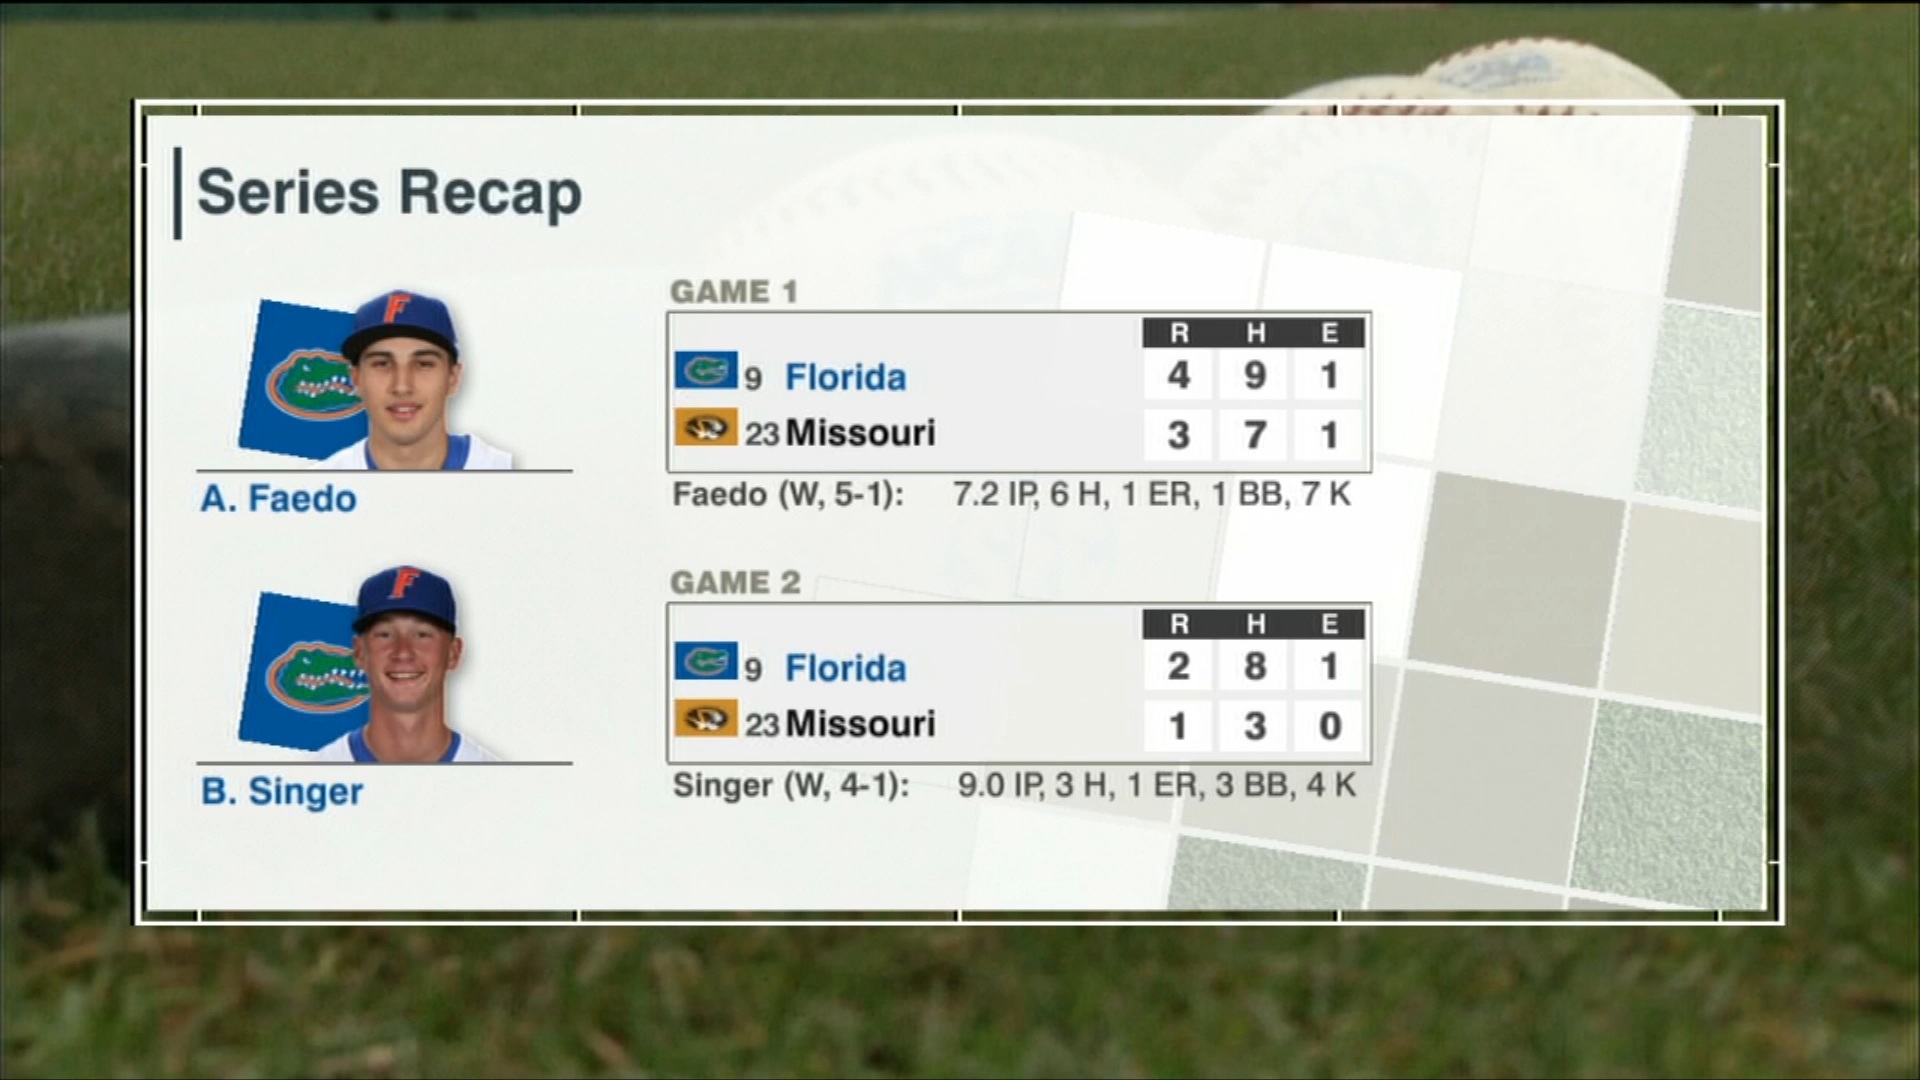 Series Recap
GAME 1
R H E
9 Florida 4 9 1
23 Missouri 3 7 1
Faedo (W, 5-1): 7.2 IP, 6 H, 1 ER, 1 BB, 7 K
F
A. Faedo
GAME 2
R H E
9 Florida 2 8 1
23 Missouri 1 3 0
Singer (W, 4-1): 9.0 IP, 3 H, 1 ER, 3 BB, 4 K
F
B. Singer